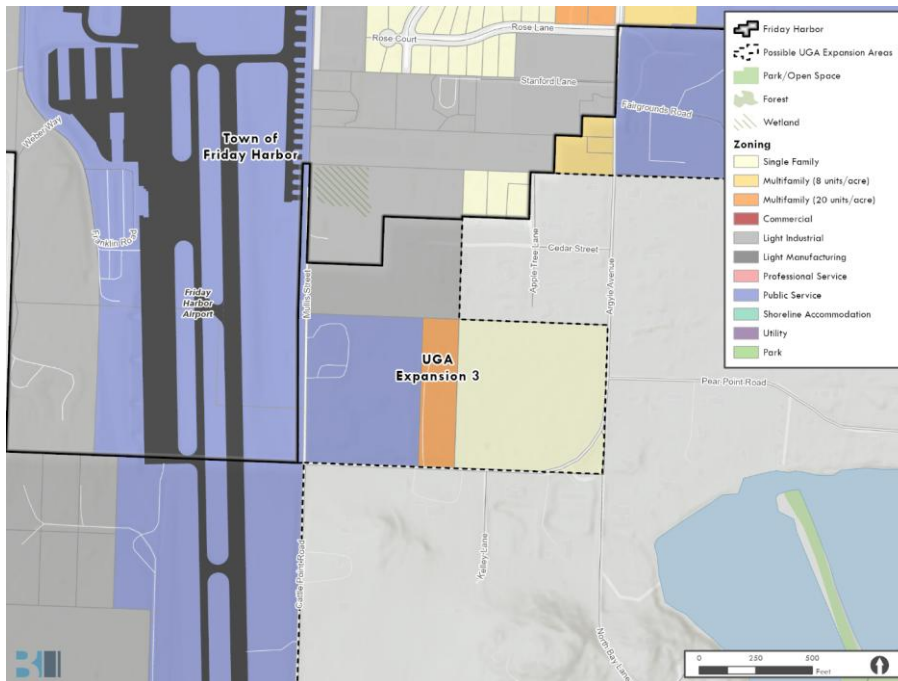 Rose Lane
Rose Court
Stanford Lane
Fairgrounds Road
Weber Way
Town of
Friday Harbor
Franklin Road
Friday
Harbor
Airport
Mullis Street
Apple Tree Lane
Cedar Street
Argyle Avenue
UGA
Expansion 3
Pear Point Road
Cattle Point Road
Kelley Lane
North Bay Lane
Friday Harbor
Possible UGA Expansion Areas
Park/Open Space
Forest
Wetland
Zoning
Single Family
Multifamily (8 units/acre)
Multifamily (20 units/acre)
Commercial
Light Industrial
Light Manufacturing
Professional Service
Public Service
Shoreline Accommodation
Utility
Park
0 250 500
Feet